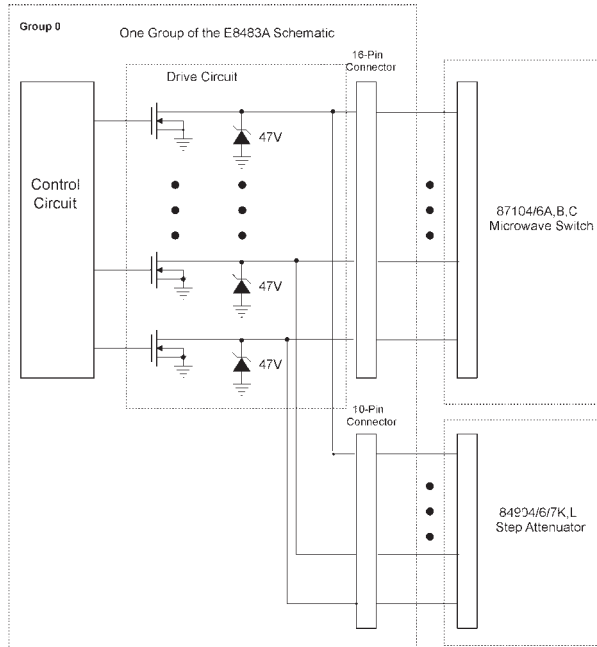 Group 0
One Group of the E8483A Schematic
16-Pin
Connector
Drive Circuit
47V
Control
Circuit
87104/6A,B,C
Microwave Switch
47V
47V
10-Pin
Connector
84904/6/7K,L
Step Attenuator